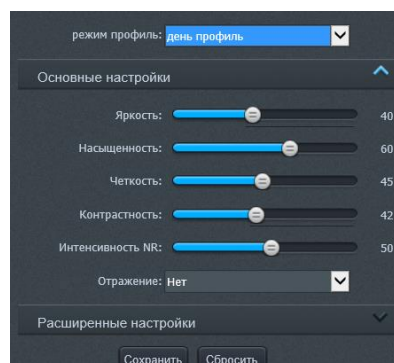 режим профиль: день профиль
Основные настройки
Яркость: 40
Насыщенность: 60
Четкость: 45
Контрастность: 42
Интенсивность NR: 50
Отражение: Нет
Расширенные настройки
Сохранить Сбросить